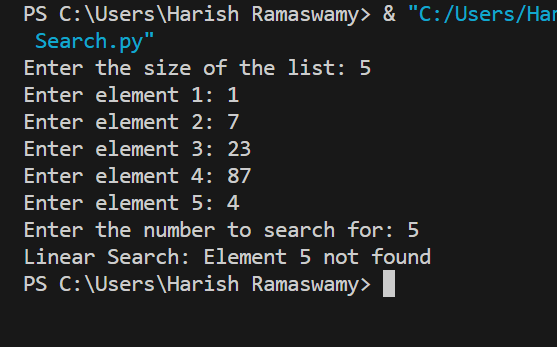 PS C:\Users\Harish Ramaswamy> & "C:/Users/Har
Search.py"
Enter the size of the list: 5
Enter element 1: 1
Enter element 2: 7
Enter element 3: 23
Enter element 4: 87
Enter element 5: 4
Enter the number to search for: 5
Linear Search: Element 5 not found
PS C:\Users\Harish Ramaswamy>